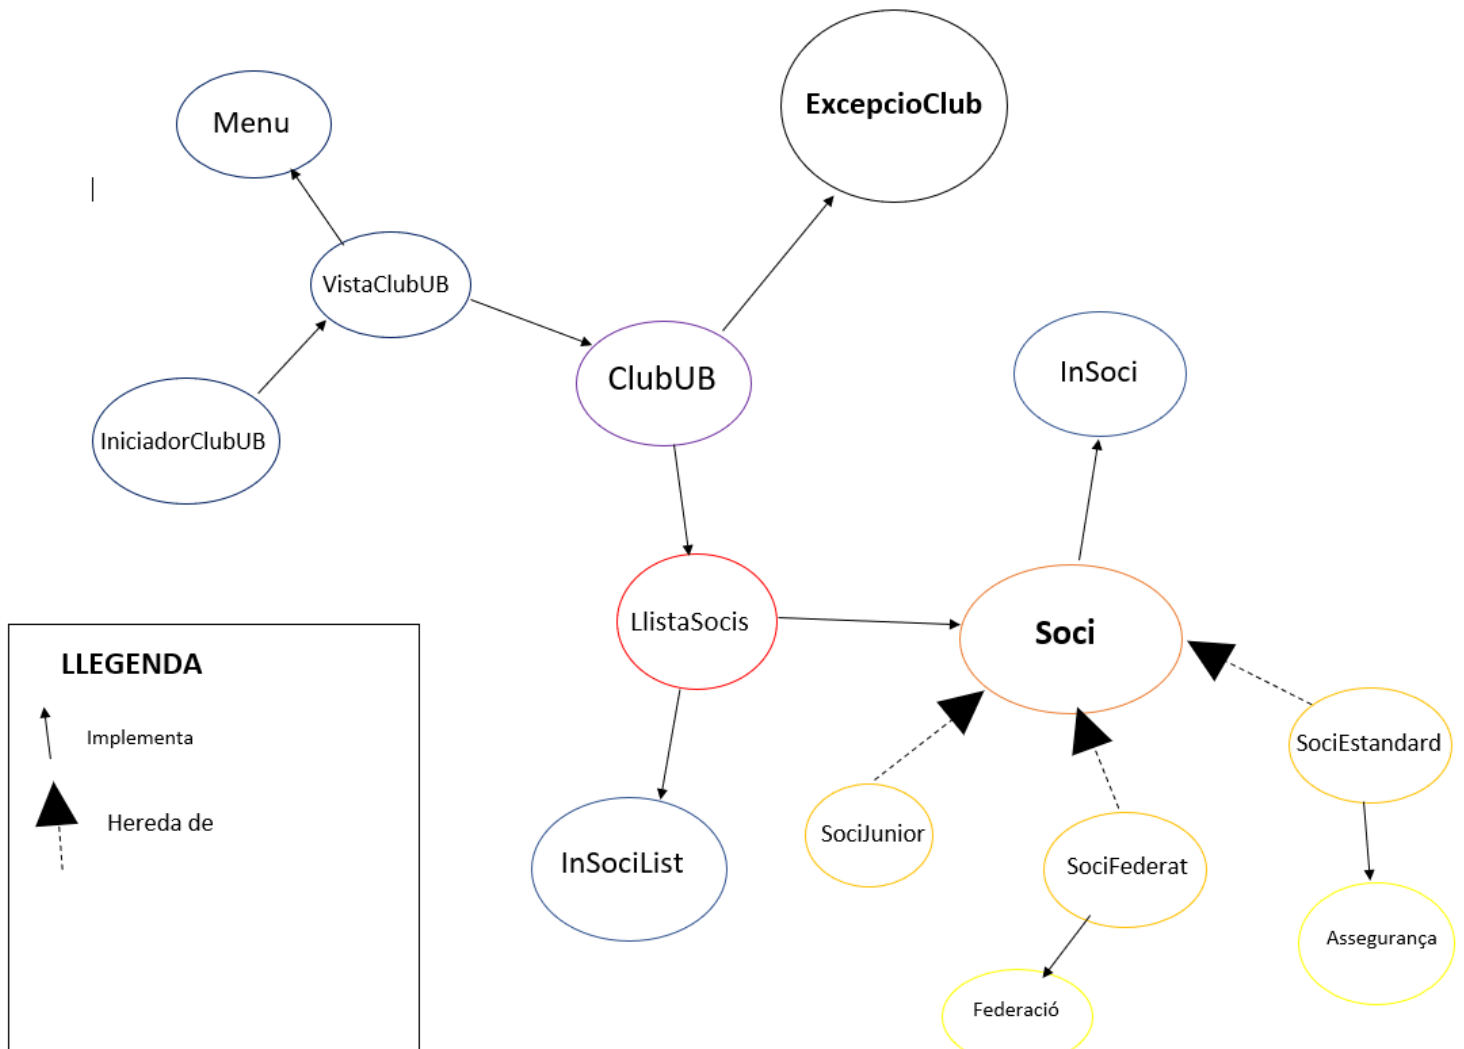 ExcepcioClub
Menu
VistaClubUB
InSoci
ClubUB
IniciadorClubUB
LlistaSocis
Soci
LLEGENDA
Implementa
SociEstandard
Hereda de
SociJunior
InSociList
SociFederat
Assegurança
Federació